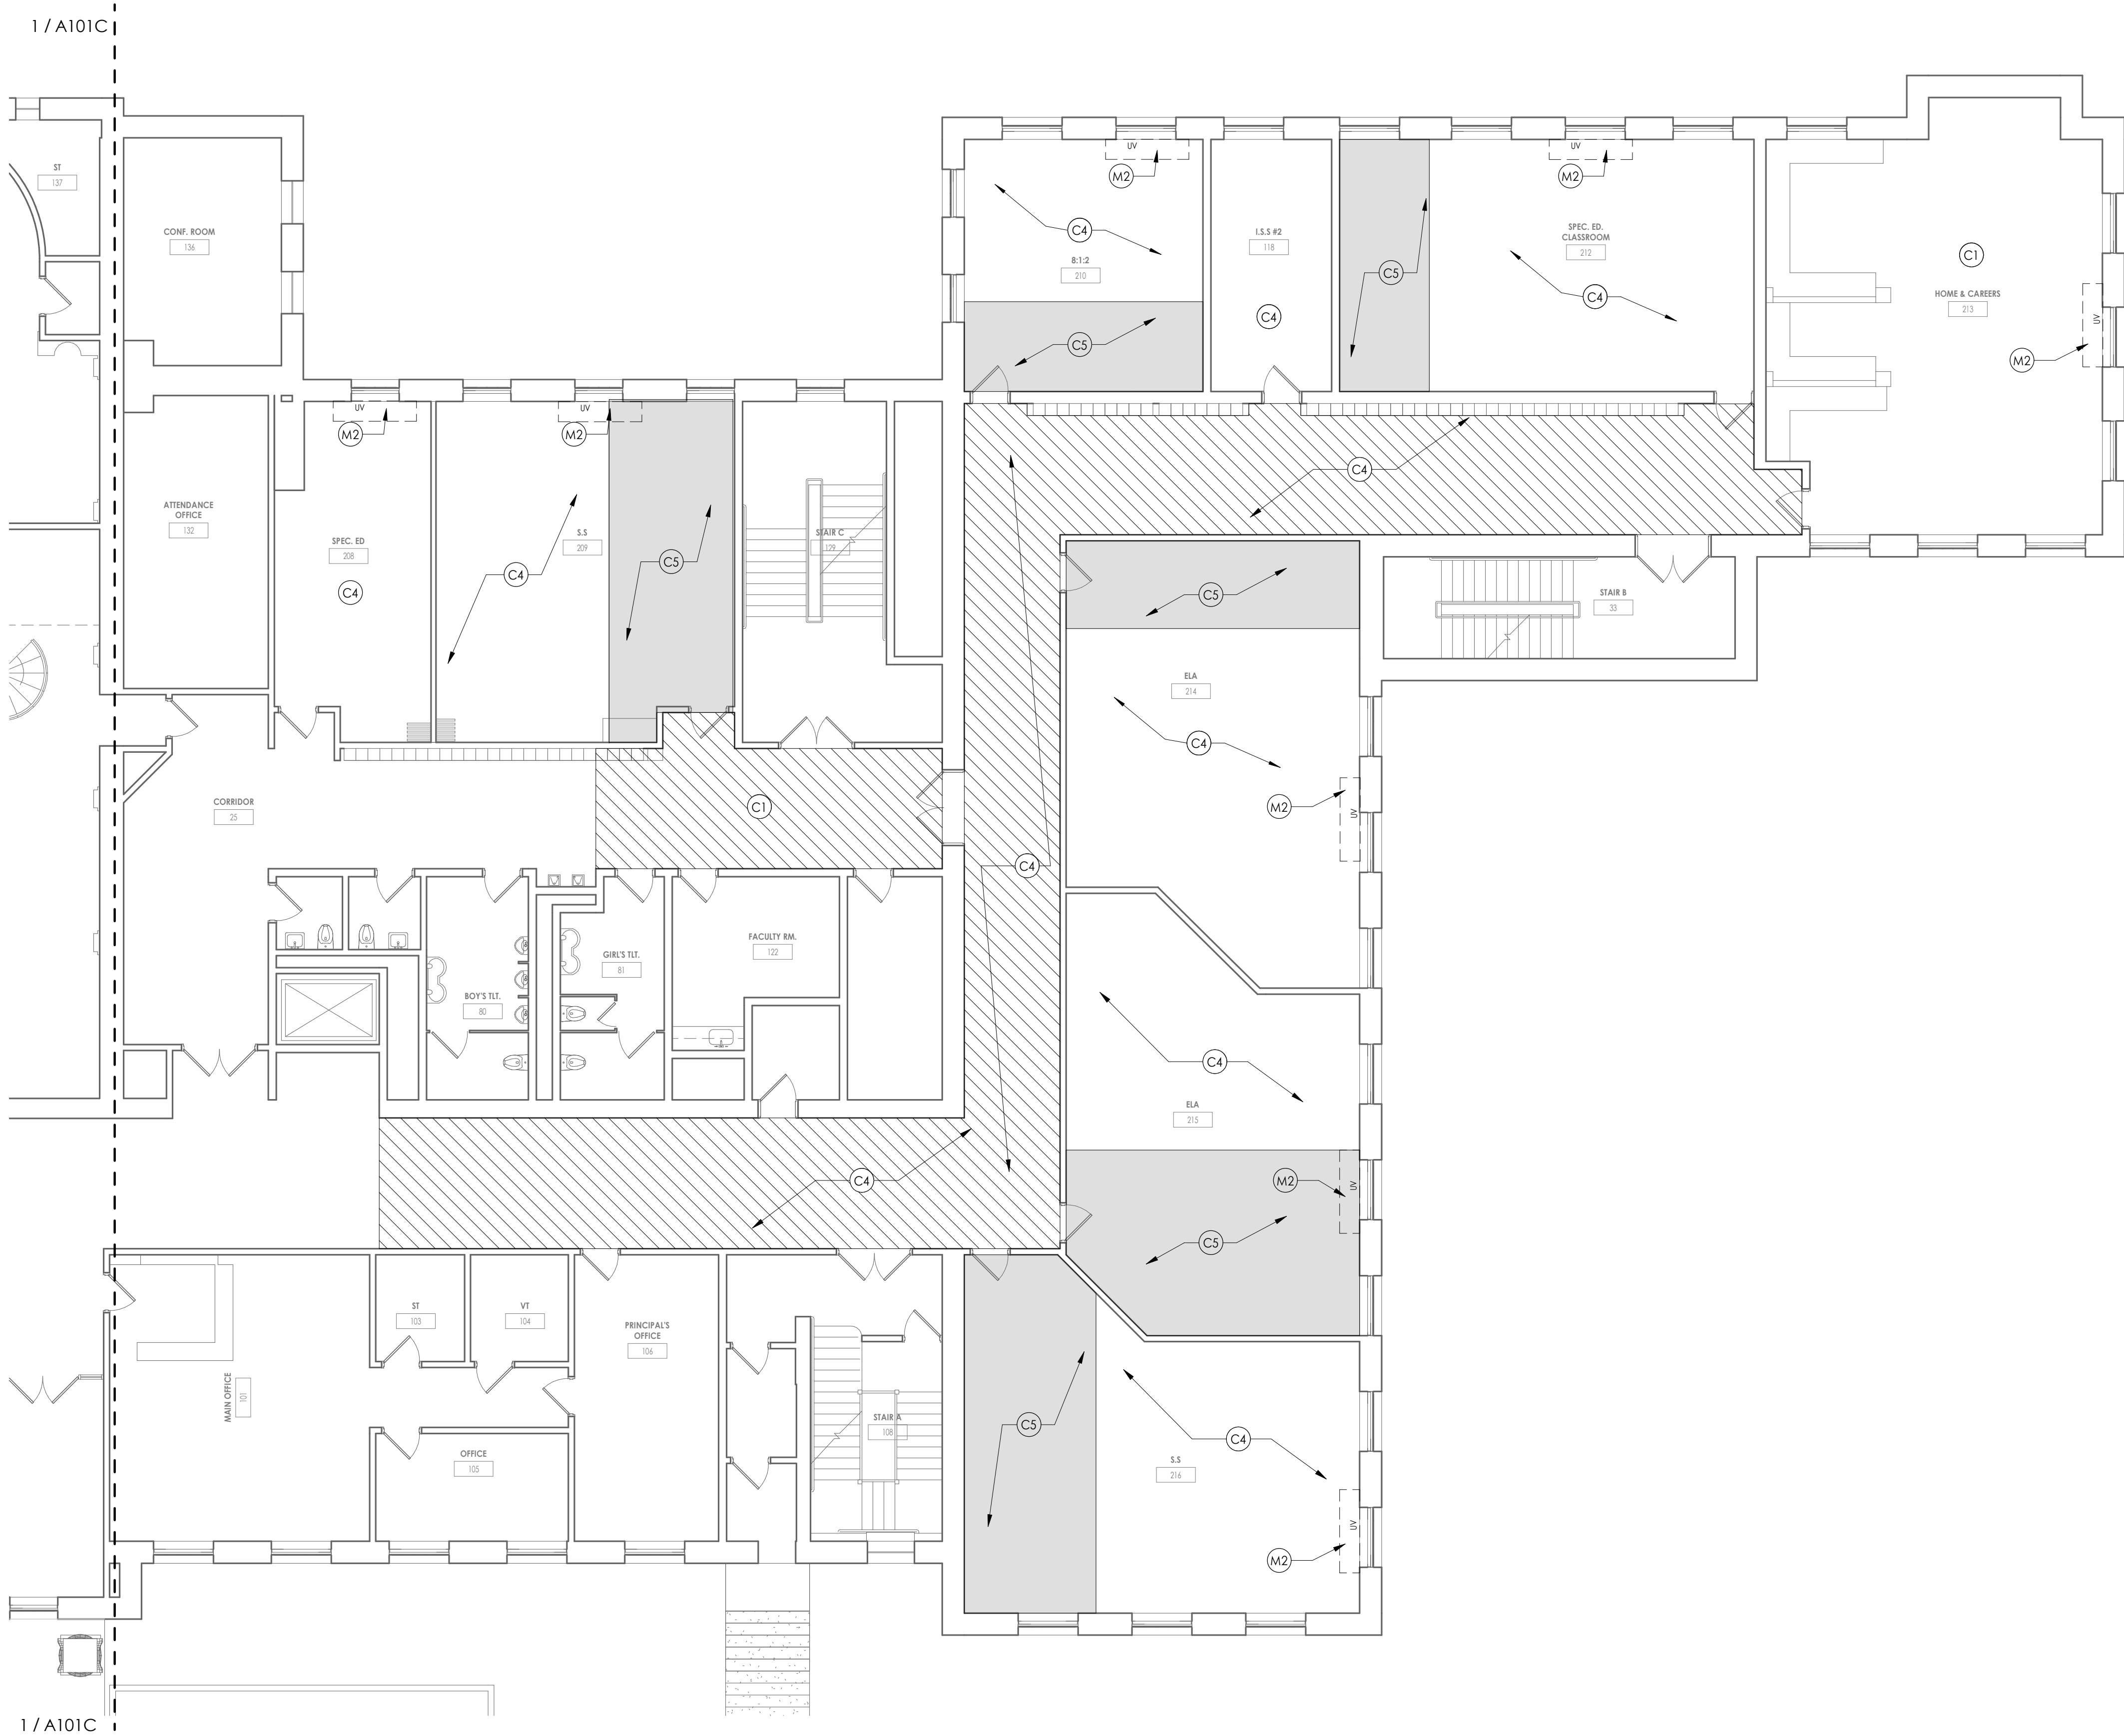 1 / A101C
ST
137
CONF. ROOM
136
UV
M2
C4
8:1:2
210
C5
I.S.S #2
118
C4
UV
M2
SPEC. ED.
CLASSROOM
212
C5
C4
C1
HOME & CAREERS
213
UV
M2
UV
M2
UV
M2
ATTENDANCE
OFFICE
132
SPEC. ED
208
C4
S.S
209
C4
C5
STAIR C
129
C4
C5
STAIR B
33
ELA
214
C4
M2
UV
CORRIDOR
25
C1
C4
FACULTY RM.
122
GIRL'S TLT.
81
BOY'S TLT.
80
C4
ELA
215
M2
UV
C4
C5
ST
103
VT
104
PRINCIPAL'S
OFFICE
106
MAIN OFFICE
101
OFFICE
105
STAIR A
108
C5
C4
S.S
216
UV
M2
1 / A101C